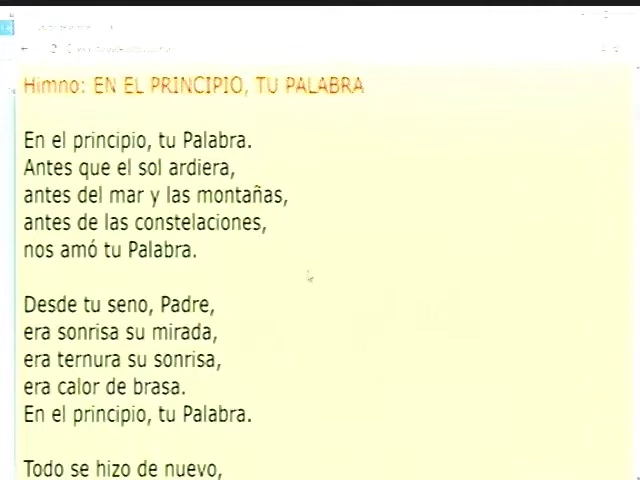 Himno: EN EL PRINCIPIO, TU PALABRA
En el principio, tu Palabra.
Antes que el sol ardiera,
antes del mar y las montañas,
antes de las constelaciones,
nos amó tu Palabra.
Desde tu seno, Padre,
era sonrisa su mirada,
era ternura su sonrisa,
era calor de brasa.
En el principio, tu Palabra.
Todo se hizo de nuevo,